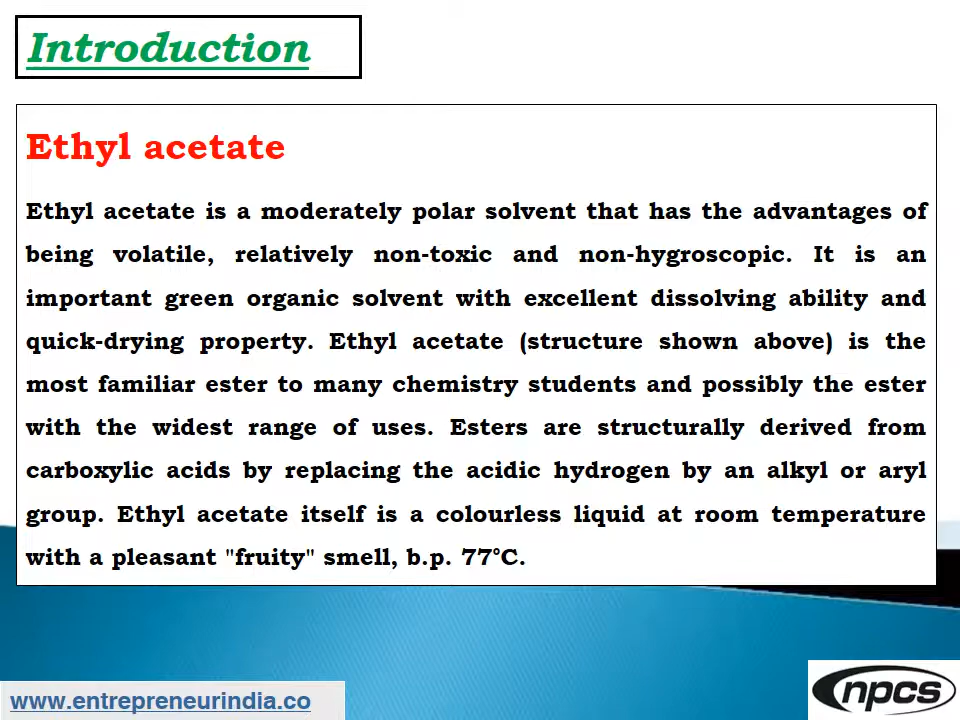 Introduction
Ethyl acetate
Ethyl acetate is a moderately polar solvent that has the advantages of
being volatile, relatively non-toxic and non-hygroscopic. It is an
important green organic solvent with excellent dissolving ability and
quick-drying property. Ethyl acetate (structure shown above) is the
most familiar ester to many chemistry students and possibly the ester
with the widest range of uses. Esters are structurally derived from
carboxylic acids by replacing the acidic hydrogen by an alkyl or aryl
group. Ethyl acetate itself is a colourless liquid at room temperature
with a pleasant "fruity" smell, b.p. 77°C.
www.entrepreneurindia.co
npcs